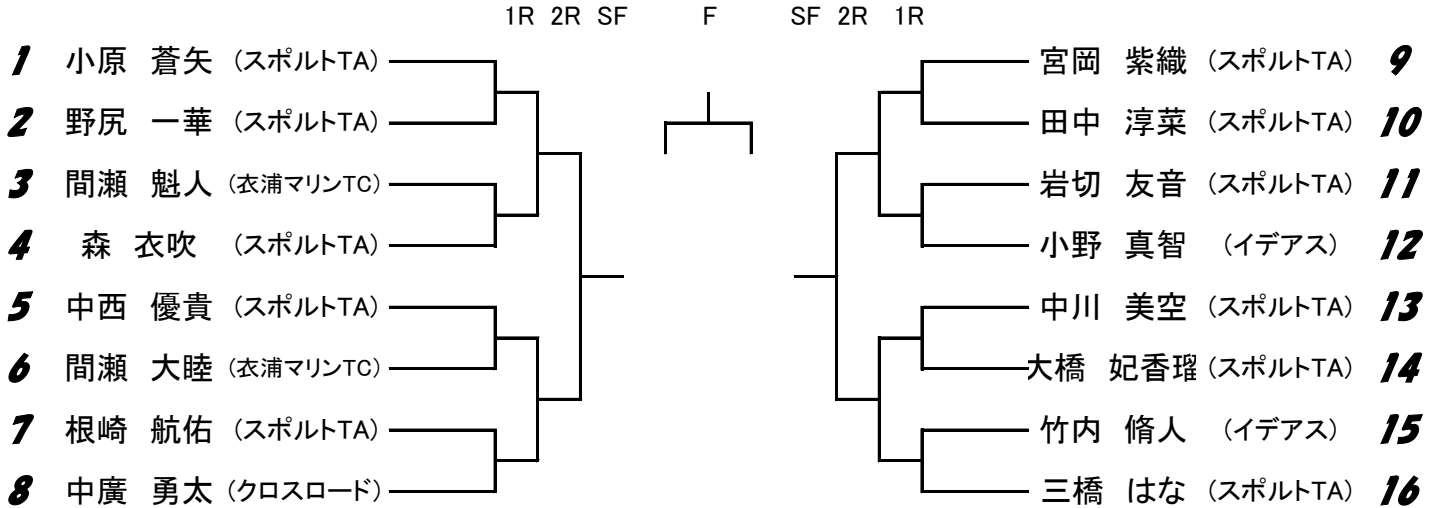 1R 2R SF F SF 2R 1R
1 小原 蒼矢 (スポルトTA) 宮岡 紫織 (スポルトTA) 9
2 野尻 一華 (スポルトTA) 田中 淳菜 (スポルトTA) 10
3 間瀬 魁人 (衣浦マリンTC) 岩切 友音 (スポルトTA) 11
4 森 衣吹 (スポルトTA) 小野 真智 (イデアス) 12
5 中西 優貴 (スポルトTA) 中川 美空 (スポルトTA) 13
6 間瀬 大睦 (衣浦マリンTC) 大橋 妃香瑠 (スポルトTA) 14
7 根崎 航佑 (スポルトTA) 竹内 脩人 (イデアス) 15
8 中廣 勇太 (クロスロード) 三橋 はな (スポルトTA) 16